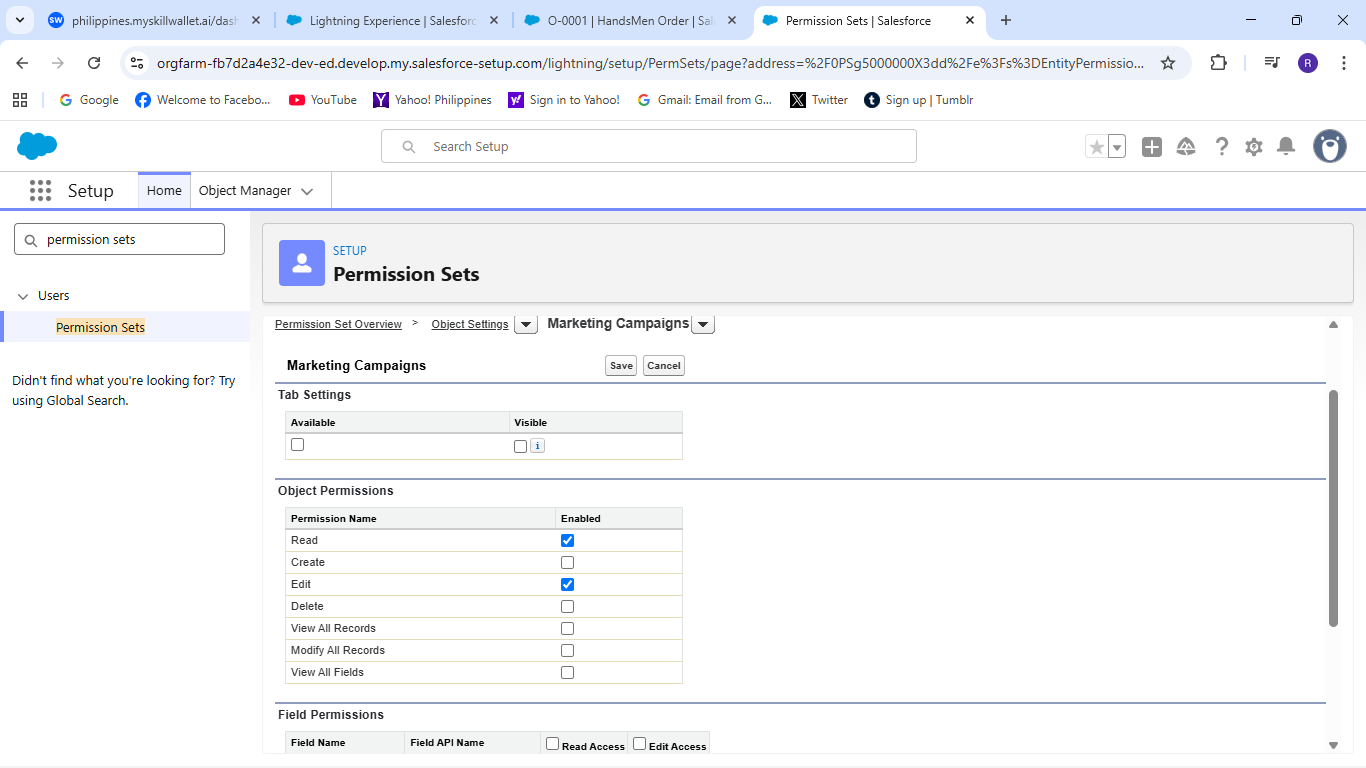 philippines.myskillwallet.ai/dash
Lightning Experience | Salesforc
O-0001 | HandsMen Order | Sal
Permission Sets | Salesforce
orgfarm-fb7d2a4e32-dev-ed.develop.my.salesforce-setup.com/lightning/setup/PermSets/page?address=%2F0PSg5000000X3dd%2Fe%3Fs%3DEntityPermissio...
R
Google
Welcome to Facebo...
YouTube
Yahoo! Philippines
Sign in to Yahoo!
Gmail: Email from G...
Twitter
Sign up | Tumblr
Search Setup
Setup
Home
Object Manager
permission sets
Users
Permission Sets
Didn't find what you're looking for? Try
using Global Search.
SETUP
Permission Sets
Permission Set Overview > Object Settings Marketing Campaigns
Marketing Campaigns Save Cancel
Tab Settings
Available Visible
i
Object Permissions
Permission Name Enabled
Read
Create
Edit
Delete
View All Records
Modify All Records
View All Fields
Field Permissions
Field Name Field API Name Read Access Edit Access